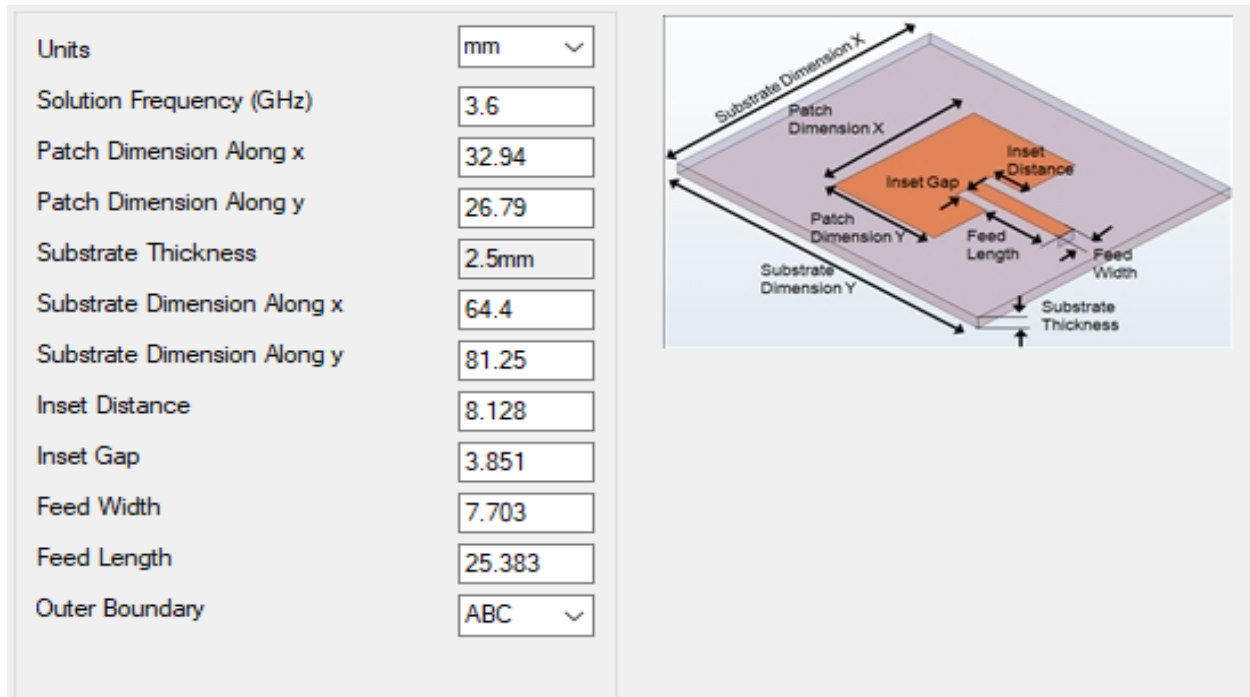 Units mm
Solution Frequency (GHz) 3.6
Patch Dimension Along x 32.94
Patch Dimension Along y 26.79
Substrate Thickness 2.5mm
Substrate Dimension Along x 64.4
Substrate Dimension Along y 81.25
Inset Distance 8.128
Inset Gap 3.851
Feed Width 7.703
Feed Length 25.383
Outer Boundary ABC
Substrate Dimension X
Patch
Dimension X
Inset
Distance
Inset Gap
Patch
Dimension Y
Feed
Length
Feed
Width
Substrate
Dimension Y
Substrate
Thickness